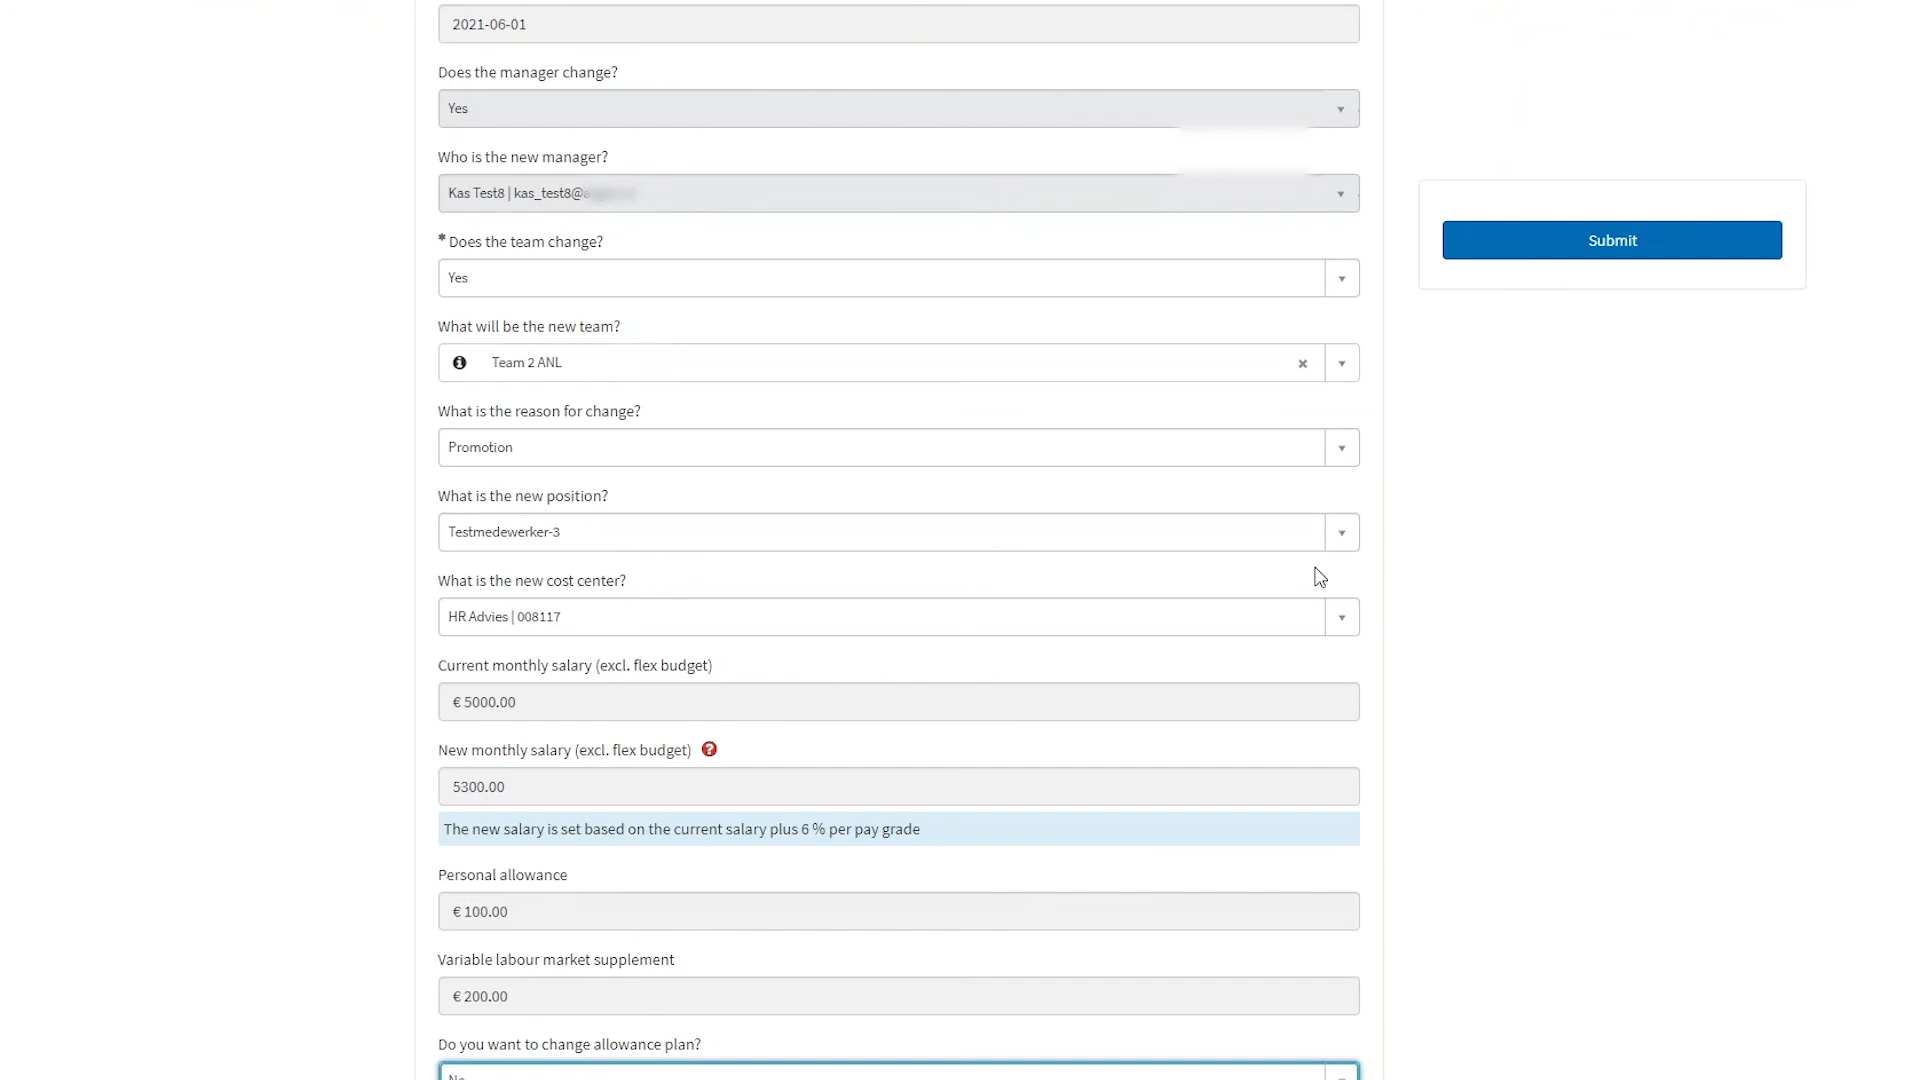 2021-06-01
Does the manager change?
Yes
Who is the new manager?
Kas Test8 | kas_test8@
* Does the team change?
Yes
What will be the new team?
Team 2 ANL
What is the reason for change?
Promotion
What is the new position?
Testmedewerker-3
What is the new cost center?
HR Advies | 008117
Current monthly salary (excl. flex budget)
€ 5000.00
New monthly salary (excl. flex budget)
5300.00
The new salary is set based on the current salary plus 6 % per pay grade
Personal allowance
€ 100.00
Variable labour market supplement
€ 200.00
Do you want to change allowance plan?
No
Submit